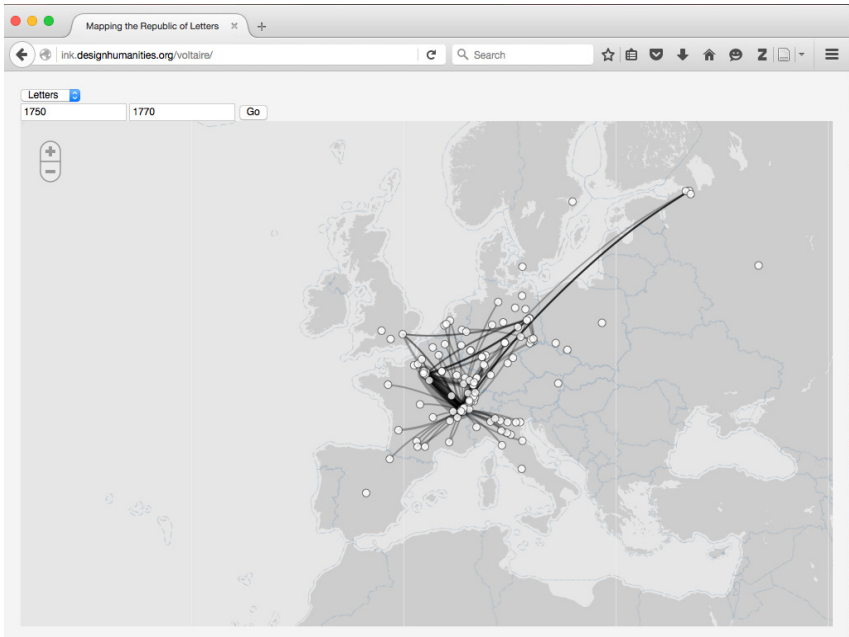 Mapping the Republic of Letters
ink.designhumanities.org/voltaire/
Search
Z
Letters
1750 1770 Go